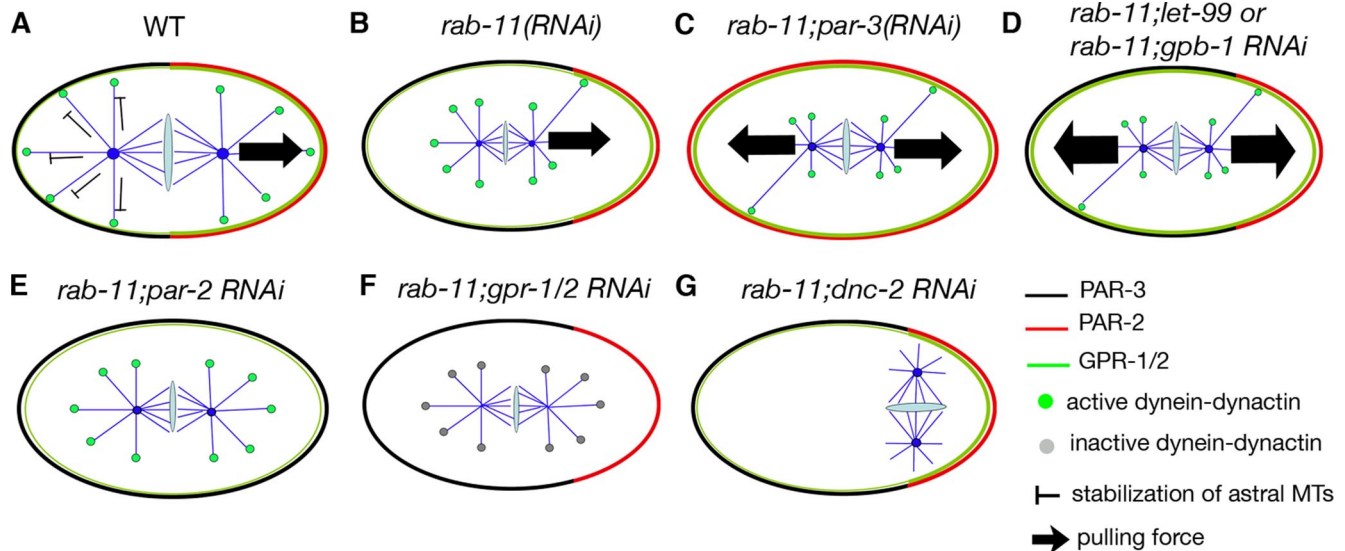 A WT
B rab-11(RNAi)
C rab-11;par-3(RNAi)
D rab-11;let-99 or
rab-11;gpb-1 RNAi
E rab-11;par-2 RNAi
F rab-11;gpr-1/2 RNAi
G rab-11;dnc-2 RNAi
PAR-3
PAR-2
GPR-1/2
active dynein-dynactin
inactive dynein-dynactin
stabilization of astral MTs
pulling force